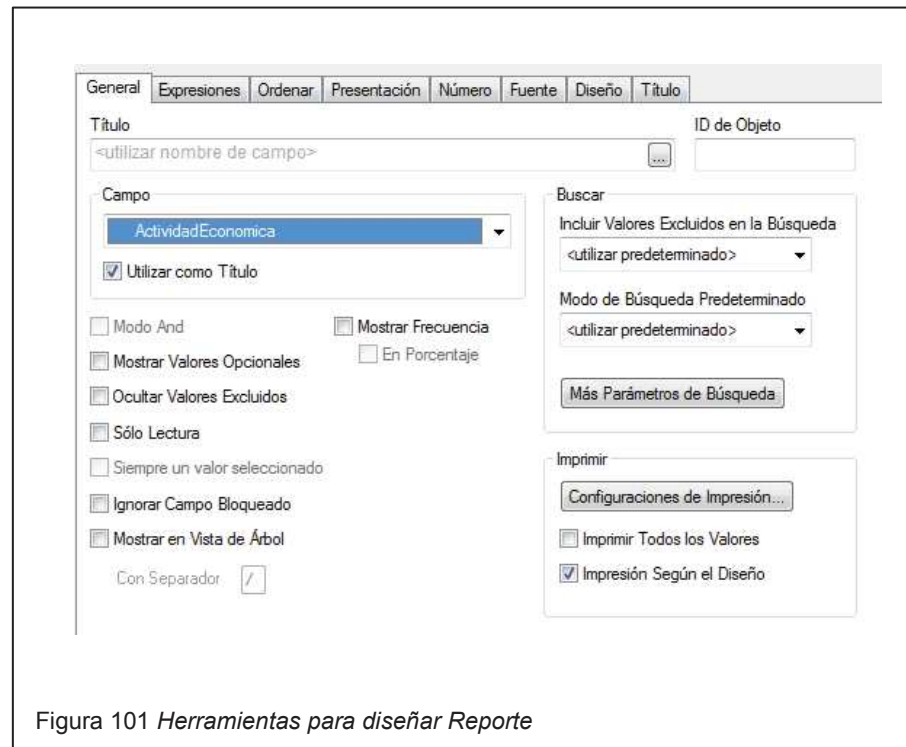 General Expresiones Ordenar Presentación Número Fuente Diseño Título
Título
<utilizar nombre de campo>
...
ID de Objeto
Campo
ActividadEconomica
Utilizar como Título
Modo And
Mostrar Valores Opcionales
Ocultar Valores Excluidos
Sólo Lectura
Siempre un valor seleccionado
Ignorar Campo Bloqueado
Mostrar en Vista de Árbol
Con Separador /
Mostrar Frecuencia
En Porcentaje
Buscar
Incluir Valores Excluidos en la Búsqueda
<utilizar predeterminado>
Modo de Búsqueda Predeterminado
<utilizar predeterminado>
Más Parámetros de Búsqueda
Imprimir
Configuraciones de Impresión...
Imprimir Todos los Valores
Impresión Según el Diseño
Figura 101 Herramientas para diseñar Reporte